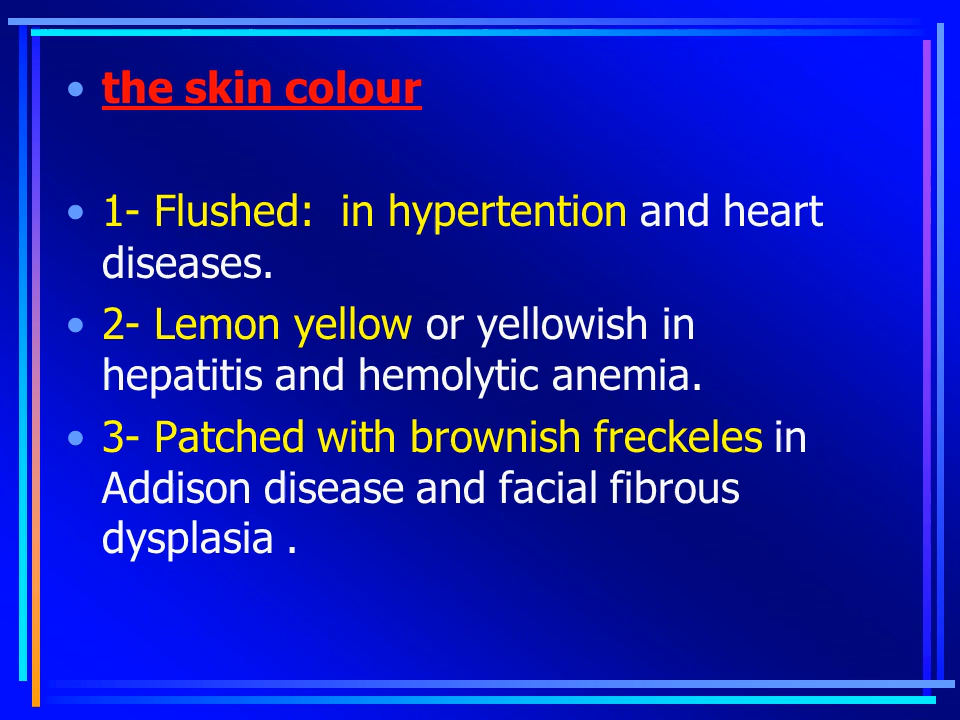 • the skin colour
• 1- Flushed:  in hypertention and heart
diseases.
• 2- Lemon yellow or yellowish in
hepatitis and hemolytic anemia.
• 3- Patched with brownish freckeles in
Addison disease and facial fibrous
dysplasia .